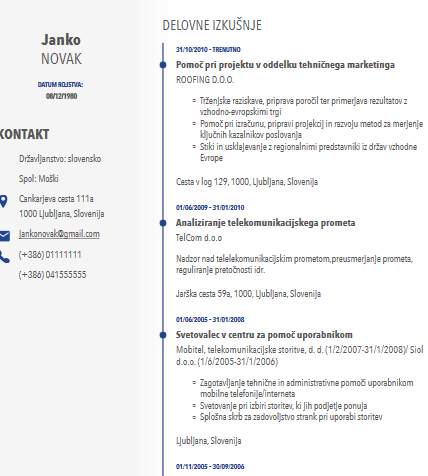 Janko
NOVAK
DATUM ROJSTVA:
08/12/1980
KONTAKT
Državljanstvo: slovensko
Spol: Moški
Cankarjeva cesta 111a
1000 Ljubljana, Slovenija
jankonovak@gmail.com
(+386) 01111111
(+386) 041555555
DELOVNE IZKUŠNJE
31/10/2010 - TRENUTNO
Pomoč pri projektu v oddelku tehničnega marketinga
ROOFING D.O.O.
Trženjske raziskave, priprava poročil ter primerjava rezultatov z
vzhodno-evropskimi trgi
Pomoč pri izračunu, pripravi projekcij in razvoju metod za merjenje
ključnih kazalnikov poslovanja
Stiki in usklajevanje z regionalnimi predstavniki iz držav vzhodne
Evrope
Cesta v log 129, 1000, Ljubljana, Slovenija
01/06/2009 - 31/01/2010
Analiziranje telekomunikacijskega prometa
TelCom d.o.o
Nadzor nad telelekomunikacijskim prometom,preusmerjanje prometa,
reguliranje pretočnosti idr.
Jarška cesta 59a, 1000, Ljubljana, Slovenija
01/06/2005 - 31/01/2008
Svetovalec v centru za pomoč uporabnikom
Mobitel, telekomunikacijske storitve, d. d. (1/2/2007-31/1/2008)/ Siol
d.o.o. (1/6/2005-31/1/2006)
Zagotavljanje tehnične in administrativne pomoči uporabnikom
mobilne telefonije/interneta
Svetovanje pri izbiri storitev, ki jih podjetje ponuja
Splošna skrb za zadovoljstvo strank pri uporabi storitev
Ljubljana, Slovenija
01/11/2005 - 30/09/2006